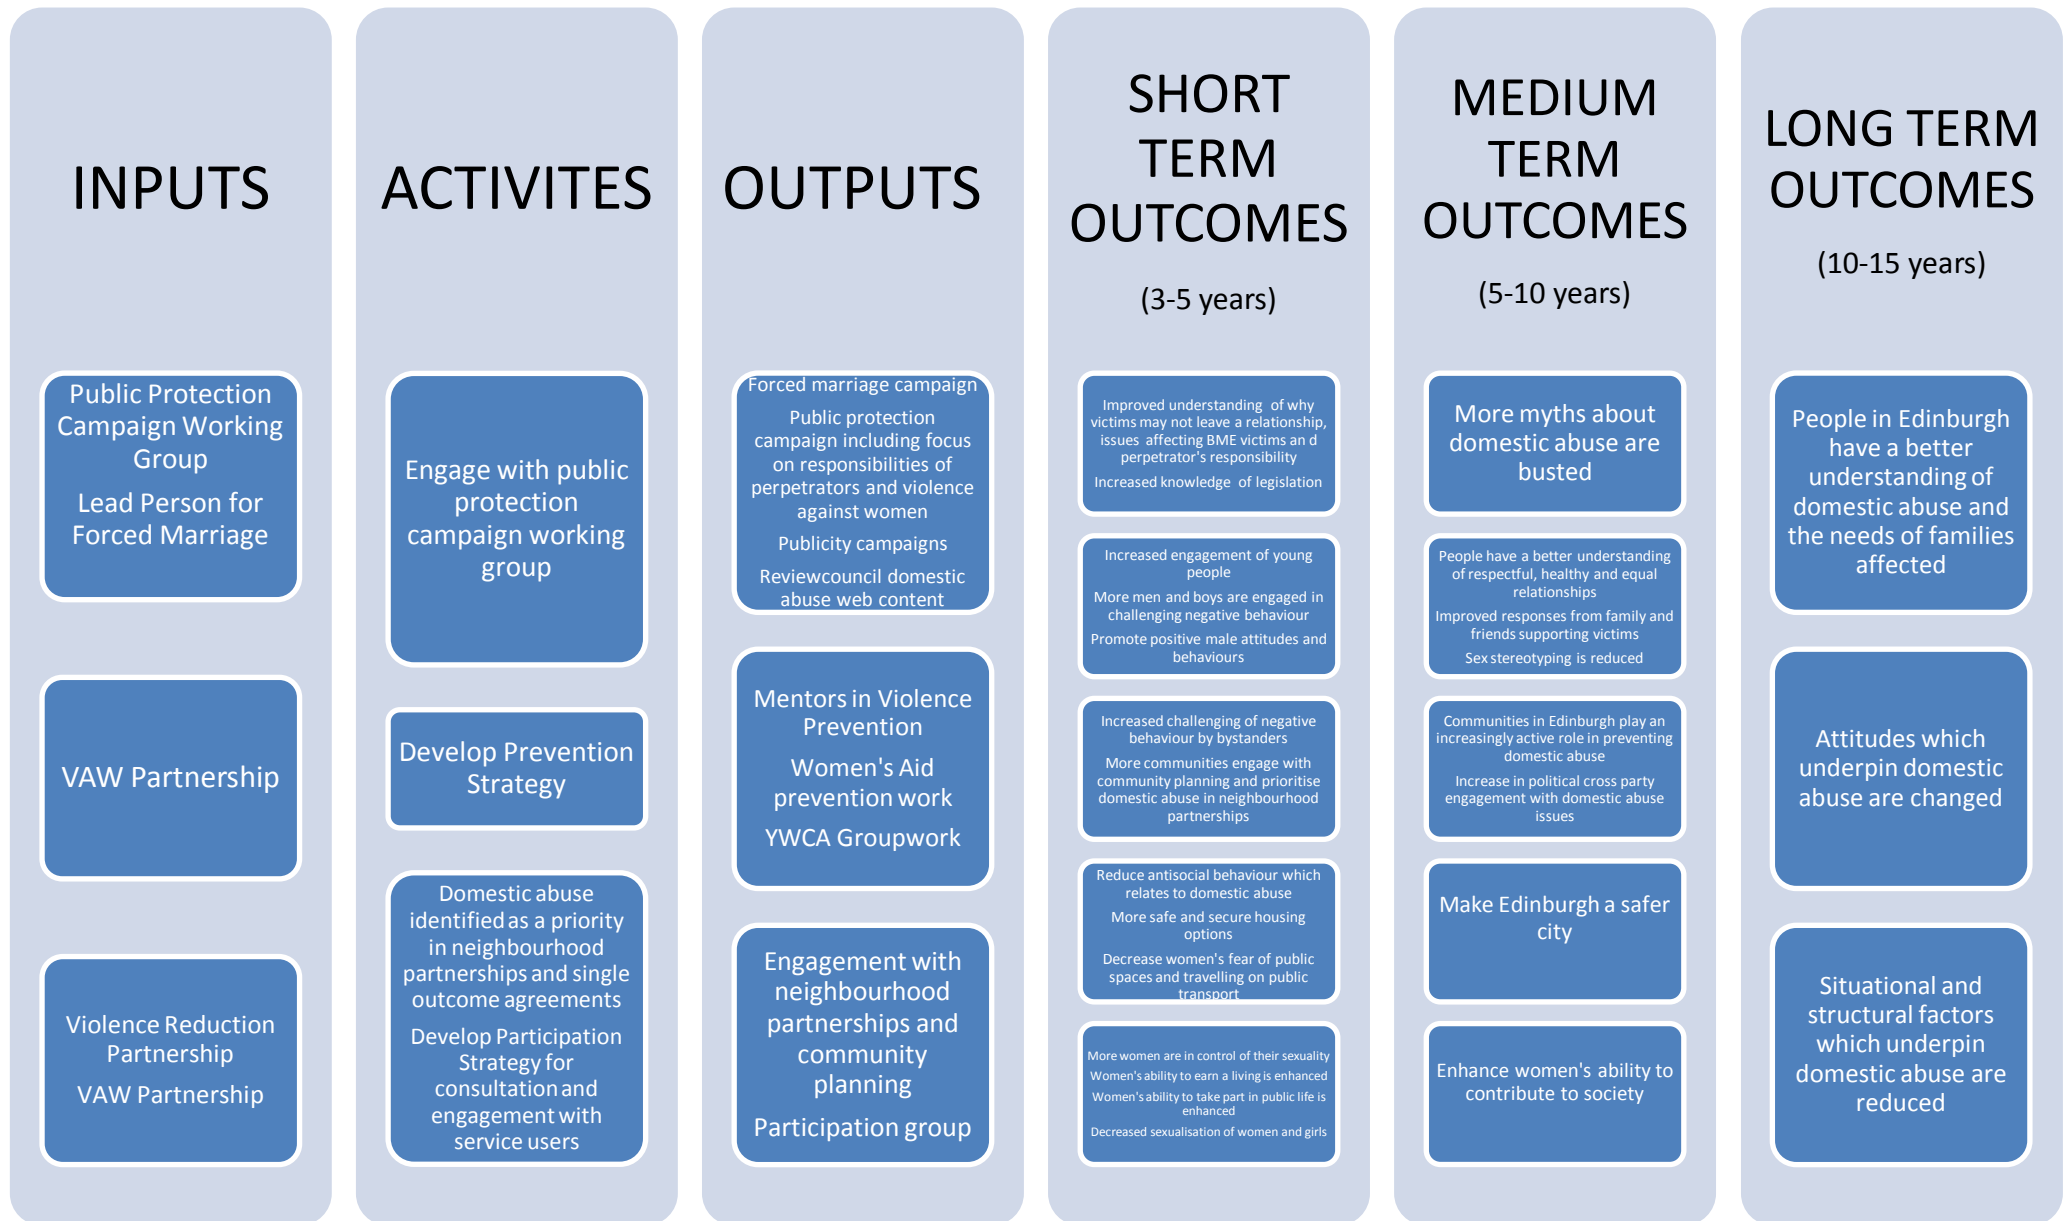 INPUTS
Public Protection
Campaign Working
Group
Lead Person for
Forced Marriage
VAW Partnership
Violence Reduction
Partnership
VAW Partnership
ACTIVITES
Engage with public
protection
campaign working
group
Develop Prevention
Strategy
Domestic abuse
identified as a priority
in neighbourhood
partnerships and single
outcome agreements
Develop Participation
Strategy for
consultation and
engagement with
service users
OUTPUTS
Forced marriage campaign
Public protection
campaign including focus
on responsibilities of
perpetrators and violence
against women
Publicity campaigns
Reviewcouncil domestic
abuse web content
Mentors in Violence
Prevention
Women's Aid
prevention work
YWCA Groupwork
Engagement with
neighbourhood
partnerships and
community
planning
Participation group
SHORT
TERM
OUTCOMES
(3-5 years)
Improved understanding of why
victims may not leave a relationship,
issues affecting BME victims an d
perpetrator's responsibility
Increased knowledge of legislation
Increased engagement of young
people
More men and boys are engaged in
challenging negative behaviour
Promote positive male attitudes and
behaviours
Increased challenging of negative
behaviour by bystanders
More communities engage with
community planning and prioritise
domestic abuse in neighbourhood
partnerships
Reduce antisocial behaviour which
relates to domestic abuse
More safe and secure housing
options
Decrease women's fear of public
spaces and travelling on public
transport
More women are in control of their sexuality
Women's ability to earn a living is enhanced
Women's ability to take part in public life is
enhanced
Decreased sexualisation of women and girls
MEDIUM
TERM
OUTCOMES
(5-10 years)
More myths about
domestic abuse are
busted
People have a better understanding
of respectful, healthy and equal
relationships
Improved responses from family and
friends supporting victims
Sex stereotyping is reduced
Communities in Edinburgh play an
increasingly active role in preventing
domestic abuse
Increase in political cross party
engagement with domestic abuse
issues
Make Edinburgh a safer
city
Enhance women's ability to
contribute to society
LONG TERM
OUTCOMES
(10-15 years)
People in Edinburgh
have a better
understanding of
domestic abuse and
the needs of families
affected
Attitudes which
underpin domestic
abuse are changed
Situational and
structural factors
which underpin
domestic abuse are
reduced